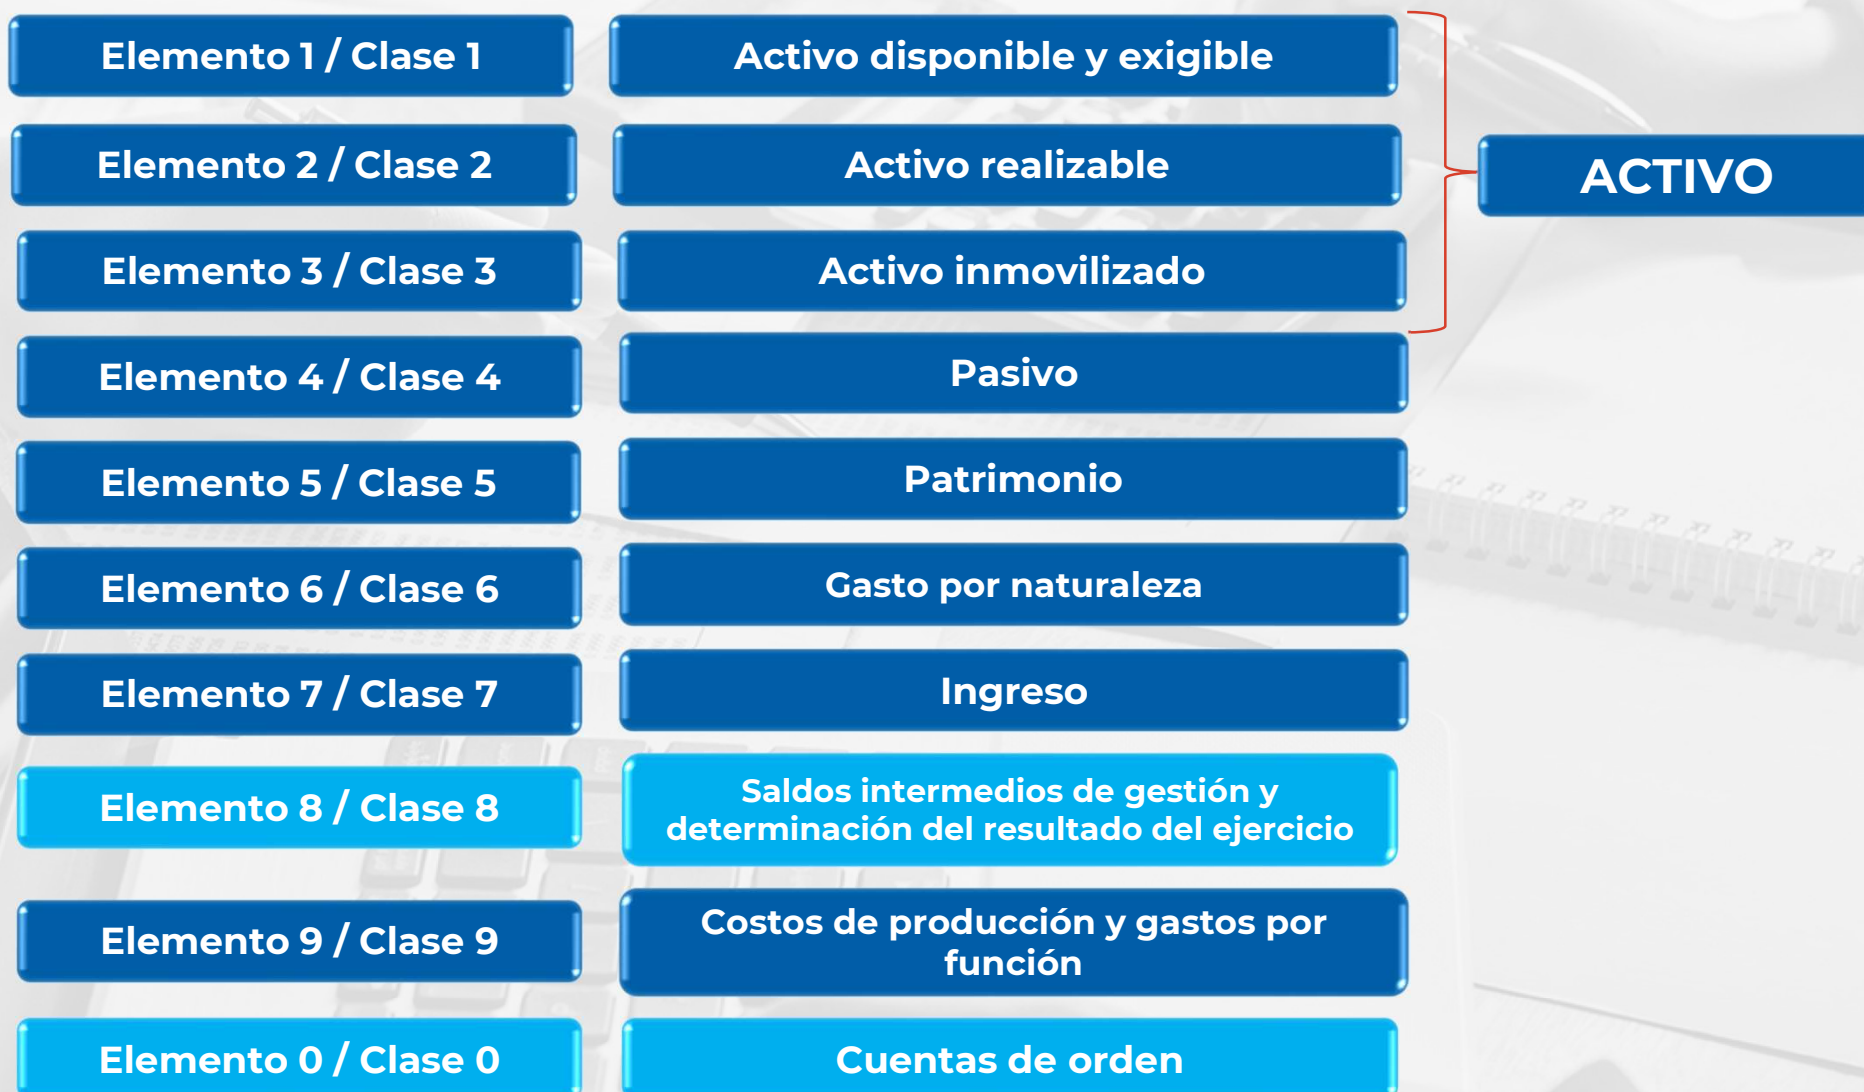 Elemento 1 / Clase 1
Activo disponible y exigible
Elemento 2 / Clase 2
Activo realizable
ACTIVO
Elemento 3 / Clase 3
Activo inmovilizado
Elemento 4 / Clase 4
Pasivo
Elemento 5 / Clase 5
Patrimonio
Elemento 6 / Clase 6
Gasto por naturaleza
Elemento 7 / Clase 7
Ingreso
Elemento 8 / Clase 8
Saldos intermedios de gestión y
determinación del resultado del ejercicio
Elemento 9 / Clase 9
Costos de producción y gastos por
función
Elemento 0 / Clase 0
Cuentas de orden